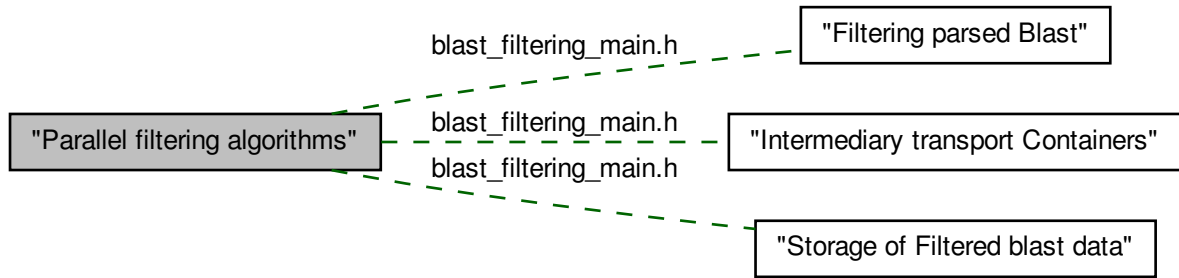 "Filtering parsed Blast"
blast_filtering_main.h
"Parallel filtering algorithms"
blast_filtering_main.h
"Intermediary transport Containers"
blast_filtering_main.h
"Storage of Filtered blast data"